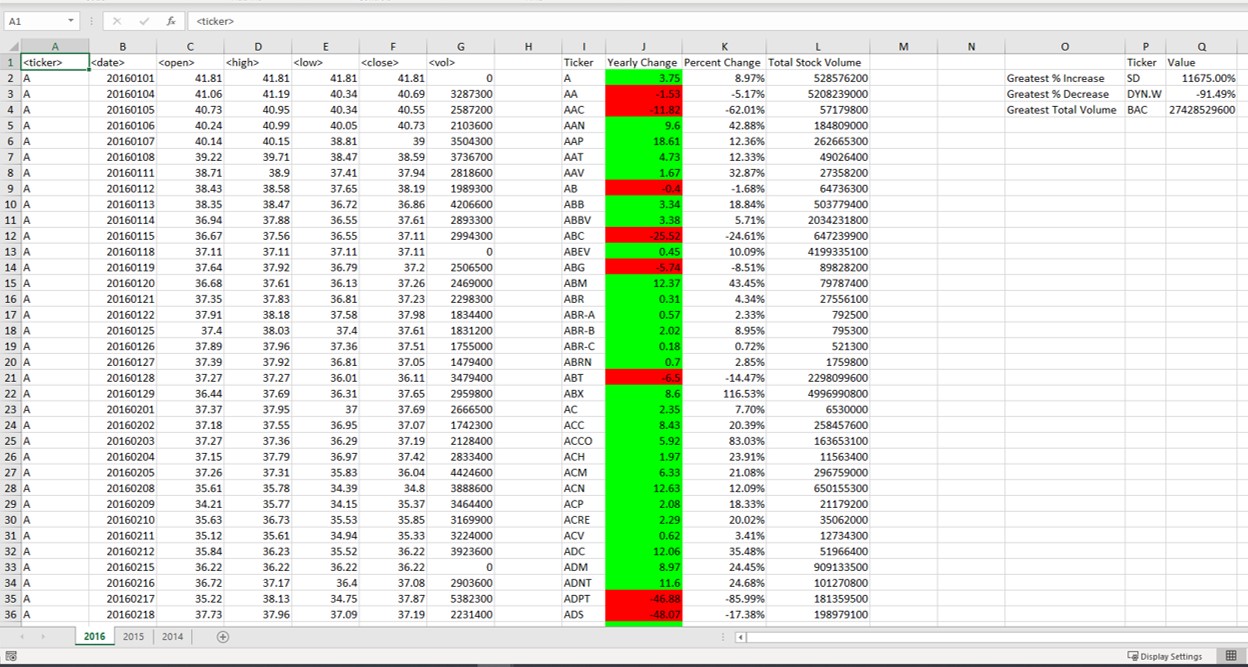 A1 fx <ticker>
A B C D E F G H I J K L M N O P Q
1 <ticker> <date> <open> <high> <low> <close> <vol> Ticker Yearly Change Percent Change Total Stock Volume Ticker Value
2 A 20160101 41.81 41.81 41.81 41.81 0 A 3.75 8.97% 528576200 Greatest % Increase SD 11675.00%
3 A 20160104 41.06 41.19 40.34 40.69 3287300 AA -1.53 -5.17% 5208239000 Greatest % Decrease DYN.W -91.49%
4 A 20160105 40.73 40.95 40.34 40.55 2587200 AAC -11.82 -62.01% 57179800 Greatest Total Volume BAC 27428529600
5 A 20160106 40.24 40.99 40.05 40.73 2103600 AAN 9.6 42.88% 184809000
6 A 20160107 40.14 40.15 38.81 39 3504300 AAP 18.61 12.36% 262665300
7 A 20160108 39.22 39.71 38.47 38.59 3736700 AAT 4.73 12.33% 49026400
8 A 20160111 38.71 38.9 37.41 37.94 2818600 AAV 1.67 32.87% 27358200
9 A 20160112 38.43 38.58 37.65 38.19 1989300 AB -0.4 -1.68% 64736300
10 A 20160113 38.35 38.47 36.72 36.86 4206600 ABB 3.34 18.84% 503779400
11 A 20160114 36.94 37.88 36.55 37.61 2893300 ABBV 3.38 5.71% 2034231800
12 A 20160115 36.67 37.56 36.55 37.11 2994300 ABC -25.52 -24.61% 647239900
13 A 20160118 37.11 37.11 37.11 37.11 0 ABEV 0.45 10.09% 4199335100
14 A 20160119 37.64 37.92 36.79 37.2 2506500 ABG -5.74 -8.51% 89828200
15 A 20160120 36.68 37.61 36.13 37.26 2469000 ABM 12.37 43.45% 79787400
16 A 20160121 37.35 37.83 36.81 37.23 2298300 ABR 0.31 4.34% 27556100
17 A 20160122 37.91 38.18 37.58 37.98 1834400 ABR-A 0.57 2.33% 792500
18 A 20160125 37.4 38.03 37.4 37.61 1831200 ABR-B 2.02 8.95% 795300
19 A 20160126 37.89 37.96 37.36 37.51 1755000 ABR-C 0.18 0.72% 521300
20 A 20160127 37.39 37.92 36.81 37.05 1479400 ABRN 0.7 2.85% 1759800
21 A 20160128 37.27 37.27 36.01 36.11 3479400 ABT -6.5 -14.47% 2298099600
22 A 20160129 36.44 37.69 36.31 37.65 2959800 ABX 8.6 116.53% 4996990800
23 A 20160201 37.37 37.95 37 37.69 2666500 AC 2.35 7.70% 6530000
24 A 20160202 37.18 37.55 36.95 37.07 1742300 ACC 8.43 20.39% 258457600
25 A 20160203 37.27 37.36 36.29 37.19 2128400 ACCO 5.92 83.03% 163653100
26 A 20160204 37.15 37.79 36.97 37.42 2833400 ACH 1.97 23.91% 11563400
27 A 20160205 37.26 37.31 35.83 36.04 4424600 ACM 6.33 21.08% 296759000
28 A 20160208 35.61 35.78 34.39 34.8 3888600 ACN 12.63 12.09% 650155300
29 A 20160209 34.21 35.77 34.15 35.37 3464400 ACP 2.08 18.33% 21179200
30 A 20160210 35.63 36.73 35.53 35.85 3169900 ACRE 2.29 20.02% 35062000
31 A 20160211 35.12 35.61 34.94 35.33 3224000 ACV 0.62 3.41% 12734300
32 A 20160212 35.84 36.23 35.52 36.22 3923600 ADC 12.06 35.48% 51966400
33 A 20160215 36.22 36.22 36.22 36.22 0 ADM 8.97 24.45% 909133500
34 A 20160216 36.72 37.17 36.4 37.08 2903600 ADNT 11.6 24.68% 101270800
35 A 20160217 35.22 38.13 34.75 37.87 5382300 ADPT -46.88 -85.99% 181359500
36 A 20160218 37.73 37.96 37.09 37.19 2231400 ADS -48.07 -17.38% 198979100
2016 2015 2014
Display Settings